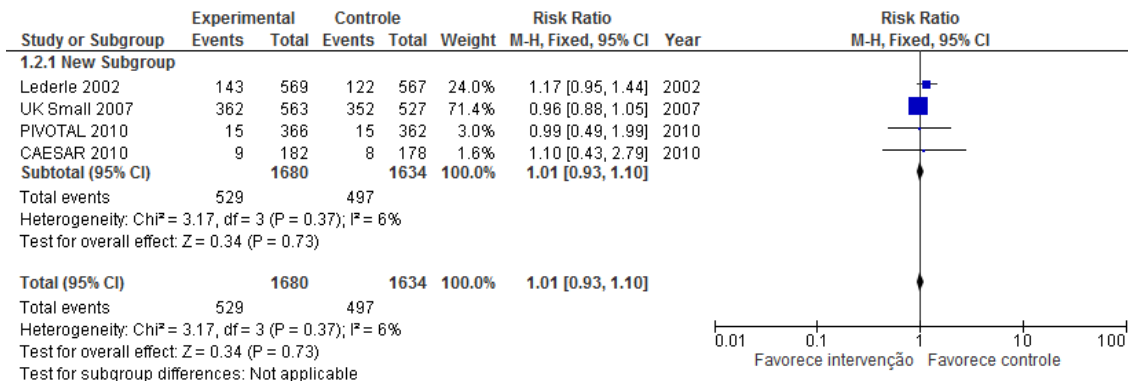 Experimental Controle Risk Ratio Risk Ratio
Study or Subgroup Events Total Events Total Weight M-H, Fixed, 95% CI Year M-H, Fixed, 95% CI
1.2.1 New Subgroup
Lederle 2002 143 569 122 567 24.0% 1.17 [0.95, 1.44] 2002
UK Small 2007 362 563 352 527 71.4% 0.96 [0.88, 1.05] 2007
PIVOTAL 2010 15 366 15 362 3.0% 0.99 [0.49, 1.99] 2010
CAESAR 2010 9 182 8 178 1.6% 1.10 [0.43, 2.79] 2010
Subtotal (95% CI) 1680 1634 100.0% 1.01 [0.93, 1.10]
Total events 529 497
Heterogeneity: Chi² = 3.17, df = 3 (P = 0.37); I² = 6%
Test for overall effect: Z = 0.34 (P = 0.73)
Total (95% CI) 1680 1634 100.0% 1.01 [0.93, 1.10]
Total events 529 497
Heterogeneity: Chi² = 3.17, df = 3 (P = 0.37); I² = 6%
Test for overall effect: Z = 0.34 (P = 0.73)
Test for subgroup differences: Not applicable
0.01 0.1 1 10 100
Favorece intervenção Favorece controle